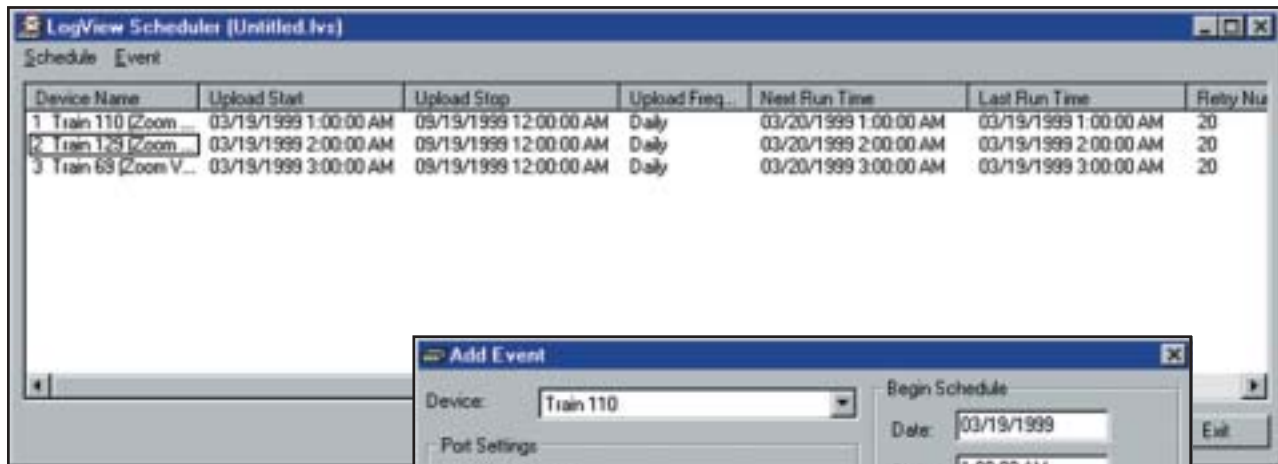 LogView Scheduler (Untitled.lvs)
Schedule Event
Device Name Upload Start Upload Stop Upload Freq... Next Run Time Last Run Time Retry Nu
1 Train 110 [Zoom ... 03/19/1999 1:00:00 AM 09/19/1999 12:00:00 AM Daily 03/20/1999 1:00:00 AM 03/19/1999 1:00:00 AM 20
2 Train 129 [Zoom ... 03/19/1999 2:00:00 AM 09/19/1999 12:00:00 AM Daily 03/20/1999 2:00:00 AM 03/19/1999 2:00:00 AM 20
3 Train 69 [Zoom V... 03/19/1999 3:00:00 AM 09/19/1999 12:00:00 AM Daily 03/20/1999 3:00:00 AM 03/19/1999 3:00:00 AM 20
Add Event
Device: Train 110
Begin Schedule
Date: 03/19/1999
Exit
Port Settings